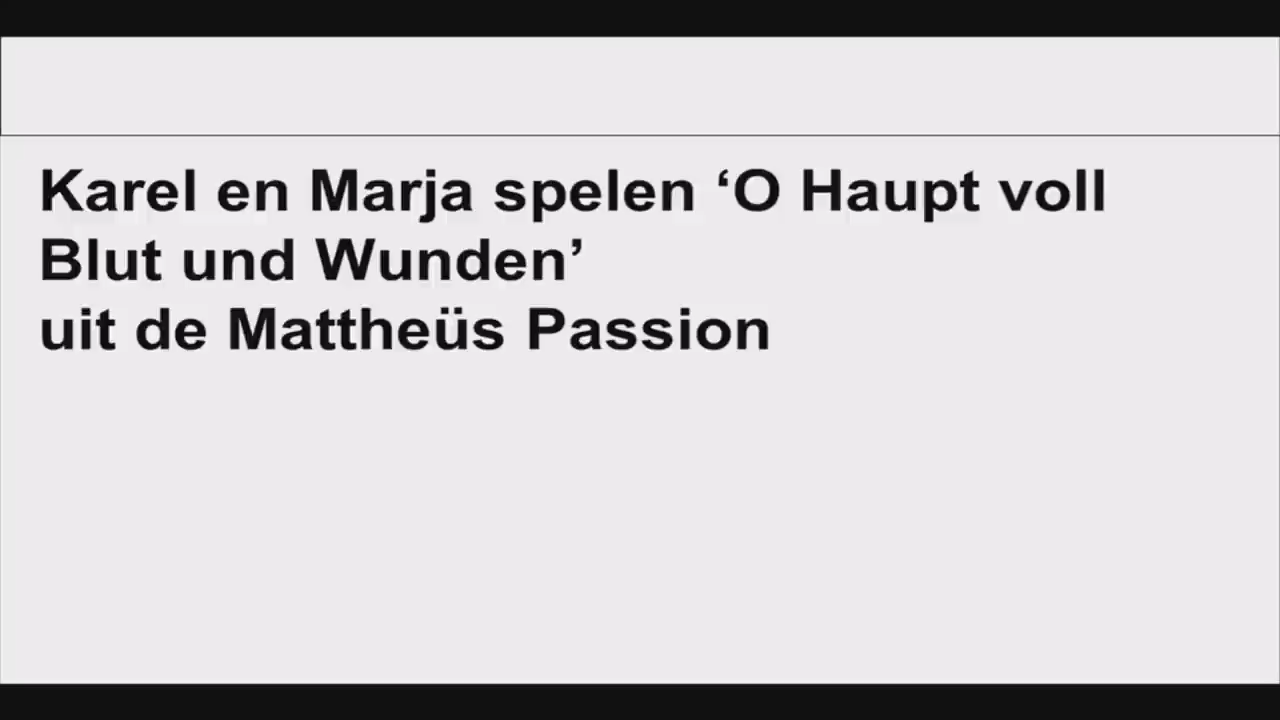 Karel en Marja spelen ‘O Haupt voll
Blut und Wunden’
uit de Mattheüs Passion